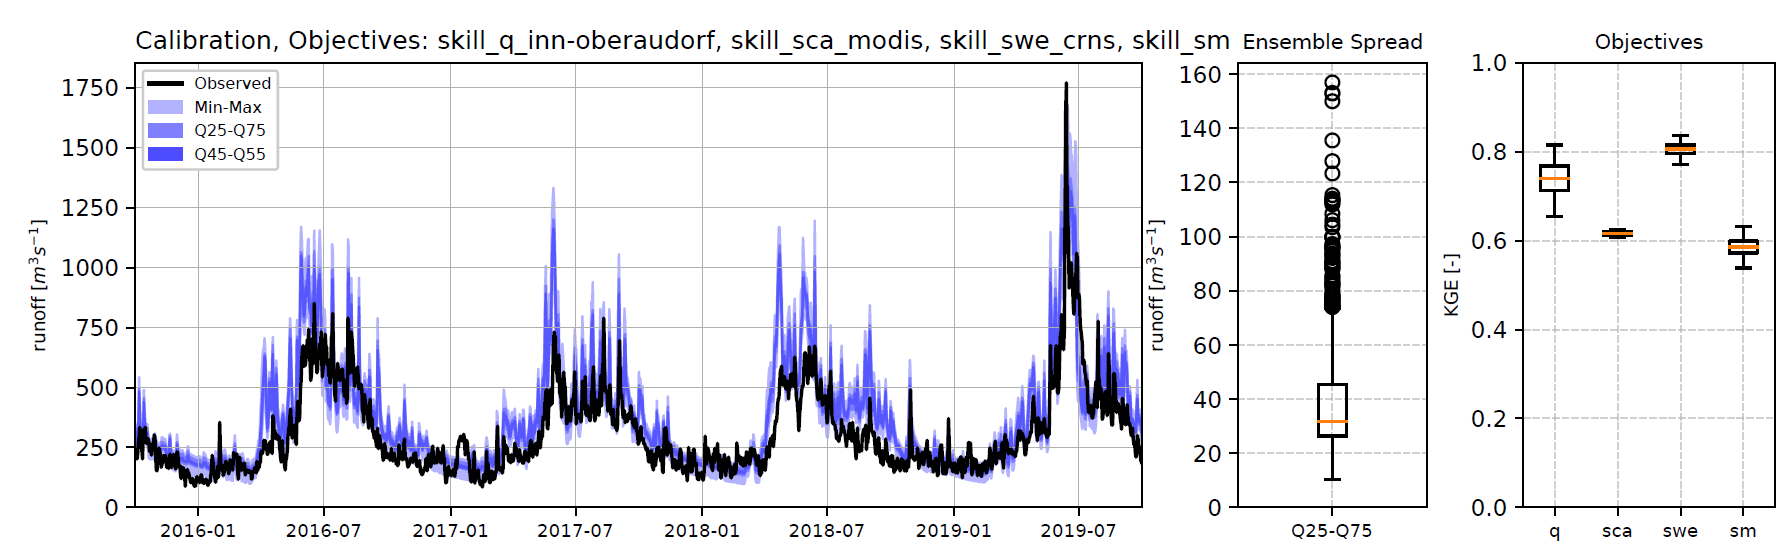 Calibration, Objectives: skill_q_inn-oberaudorf, skill_sca_modis, skill_swe_crns, skill_sm
Observed
Min-Max
Q25-Q75
Q45-Q55
runoff [m³s⁻¹]
1750
1500
1250
1000
750
500
250
0
2016-01
2016-07
2017-01
2017-07
2018-01
2018-07
2019-01
2019-07
Ensemble Spread
runoff [m³s⁻¹]
160
140
120
100
80
60
40
20
0
Q25-Q75
Objectives
KGE [-]
1.0
0.8
0.6
0.4
0.2
0.0
q
sca
swe
sm